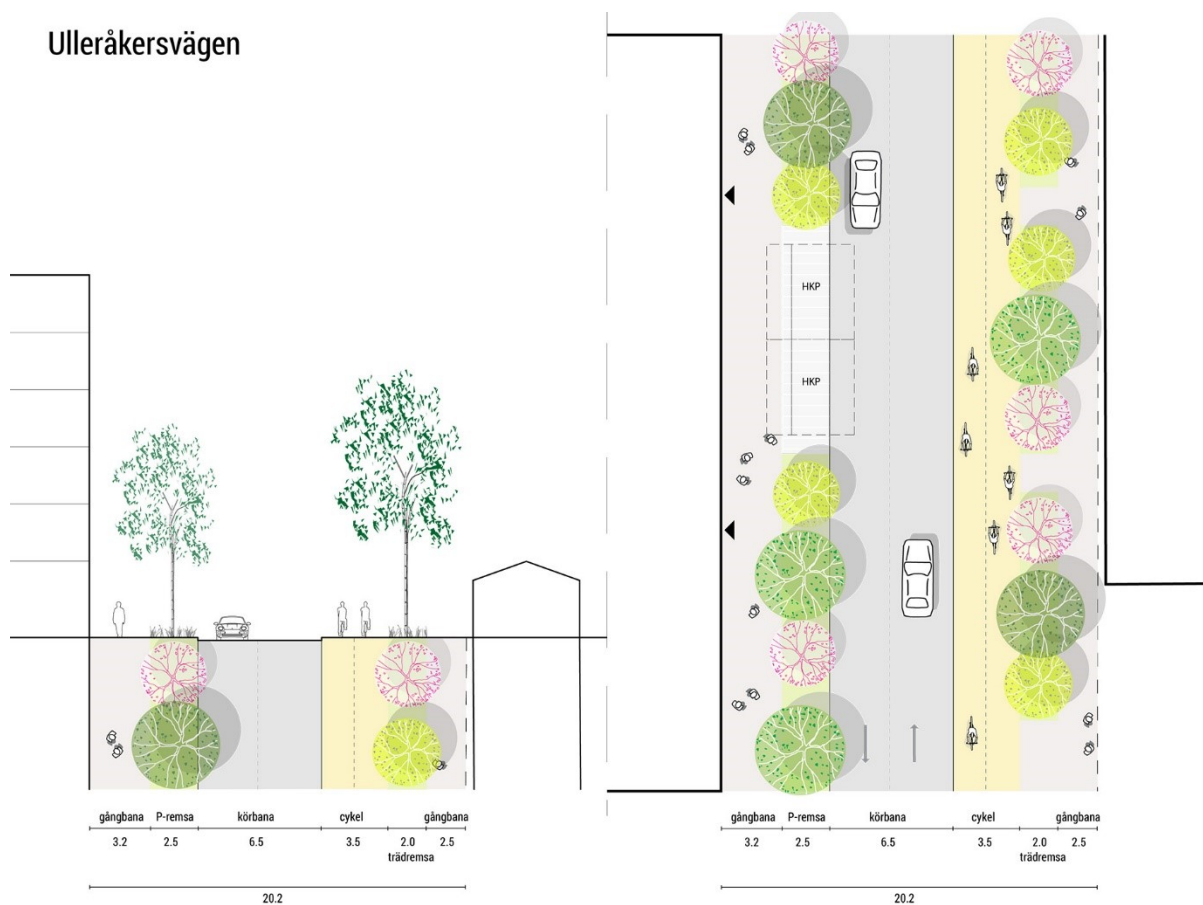 Ulleråkersvägen
HKP
HKP
gångbana P-remsa körbana cykel gångbana
3.2 2.5 6.5 3.5 2.0 2.5
trädremsa
20.2
gångbana P-remsa körbana cykel gångbana
3.2 2.5 6.5 3.5 2.0 2.5
trädremsa
20.2